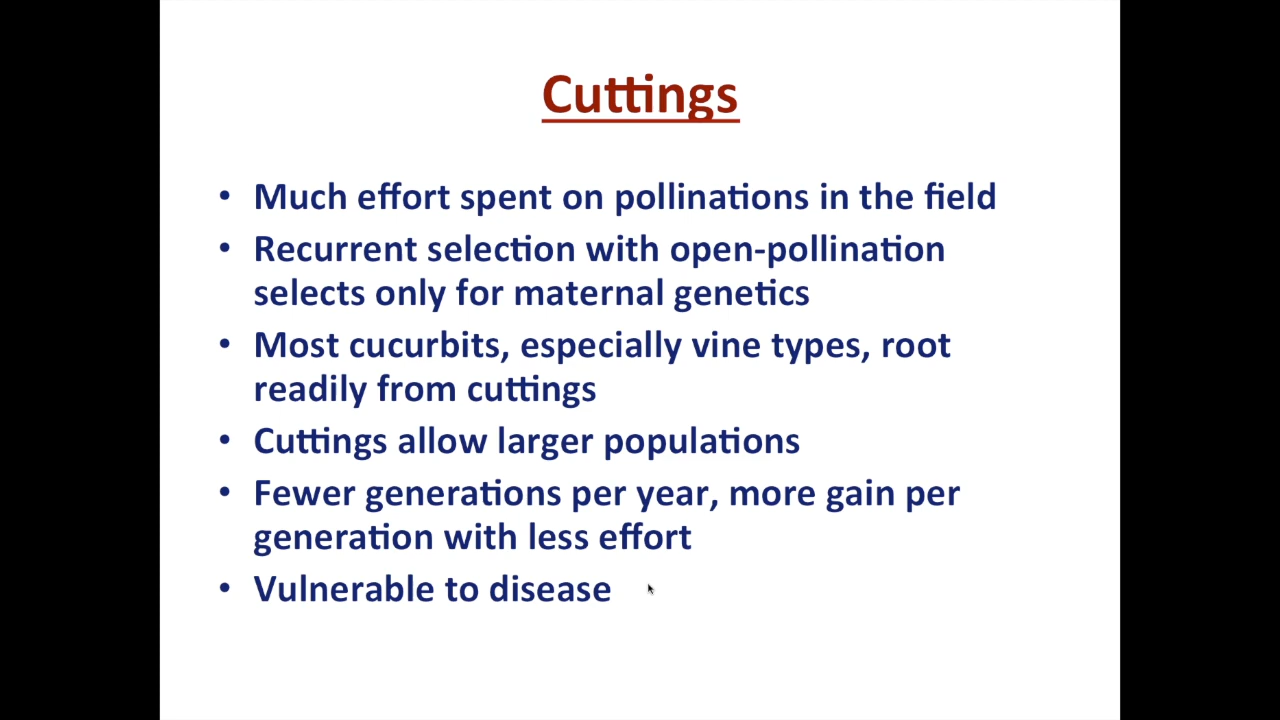 Cuttings
• Much effort spent on pollinations in the field
• Recurrent selection with open-pollination
selects only for maternal genetics
• Most cucurbits, especially vine types, root
readily from cuttings
• Cuttings allow larger populations
• Fewer generations per year, more gain per
generation with less effort
• Vulnerable to disease